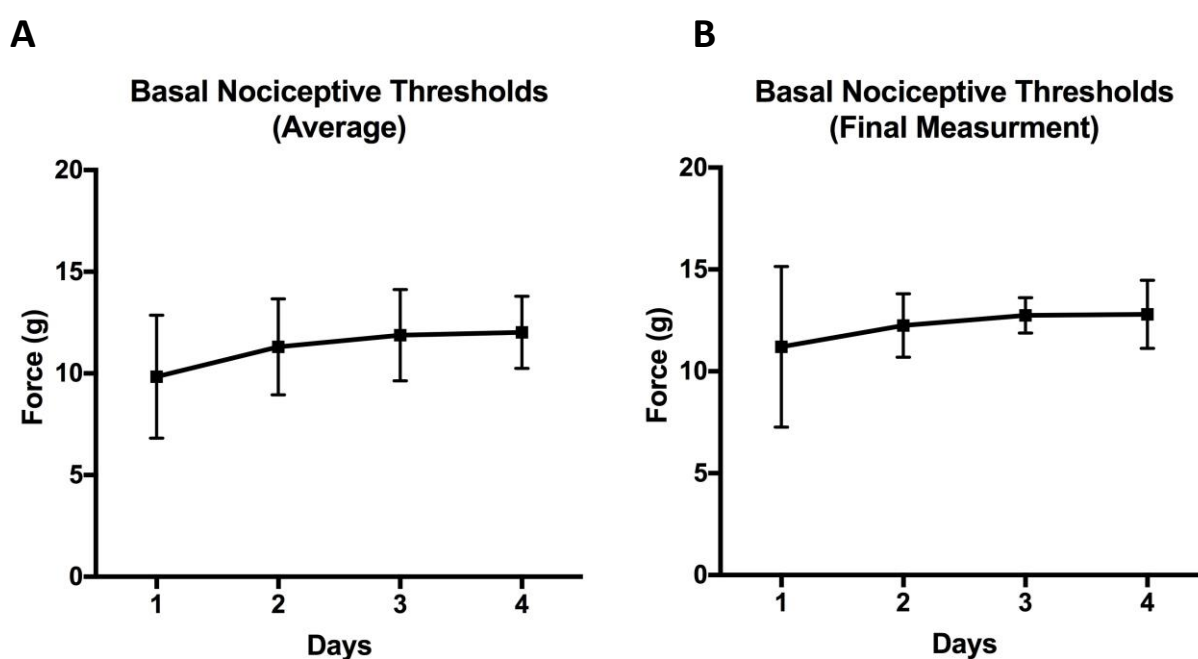 A
Basal Nociceptive Thresholds
(Average)
Force (g)
20
15
10
5
0
1 2 3 4
Days
B
Basal Nociceptive Thresholds
(Final Measurment)
Force (g)
20
15
10
5
0
1 2 3 4
Days